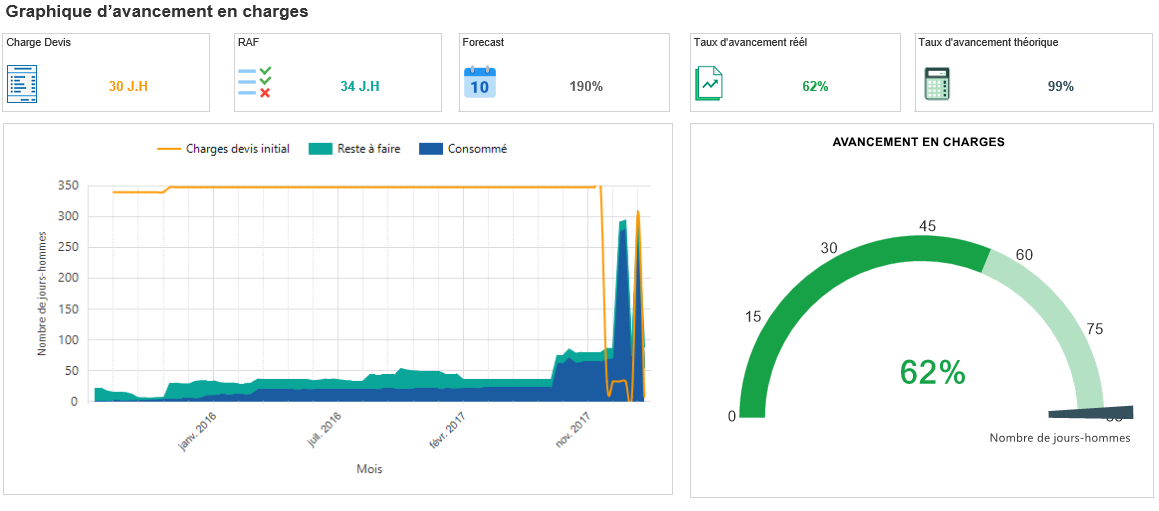 Graphique d'avancement en charges
Charge Devis
30 J.H
RAF
34 J.H
Forecast
10
190%
Taux d'avancement réél
62%
Taux d'avancement théorique
99%
Charges devis initial
Reste à faire
Consommé
350
300
250
200
150
100
50
0
Nombre de jours-hommes
janv. 2016
juil. 2016
févr. 2017
nov. 2017
Mois
AVANCEMENT EN CHARGES
0
15
30
45
60
75
62%
Nombre de jours-hommes